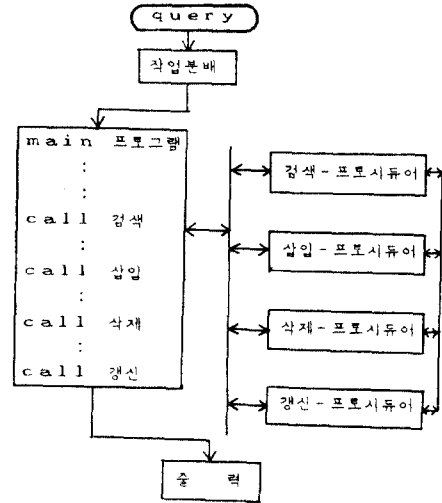 query
작업분배
main 프로그램
:
:
call 검색
:
call 삽입
:
call 삭제
:
call 갱신
검색-프로시듀어
삽입-프로시듀어
삭제-프로시듀어
갱신-프로시듀어
출 력